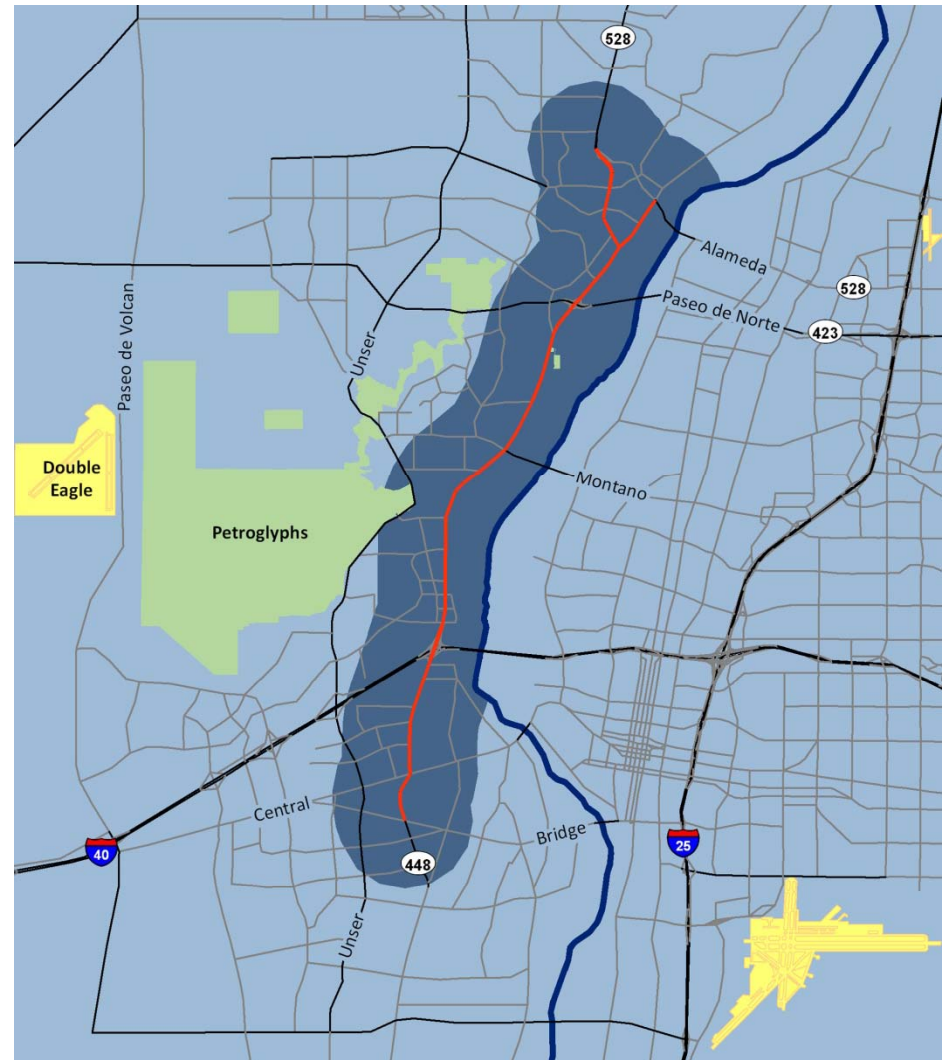 528
Alameda
528
Paseo de Norte
423
Paseo de Volcan
Unser
Double
Eagle
Montano
Petroglyphs
Central
Bridge
40
25
448
Unser